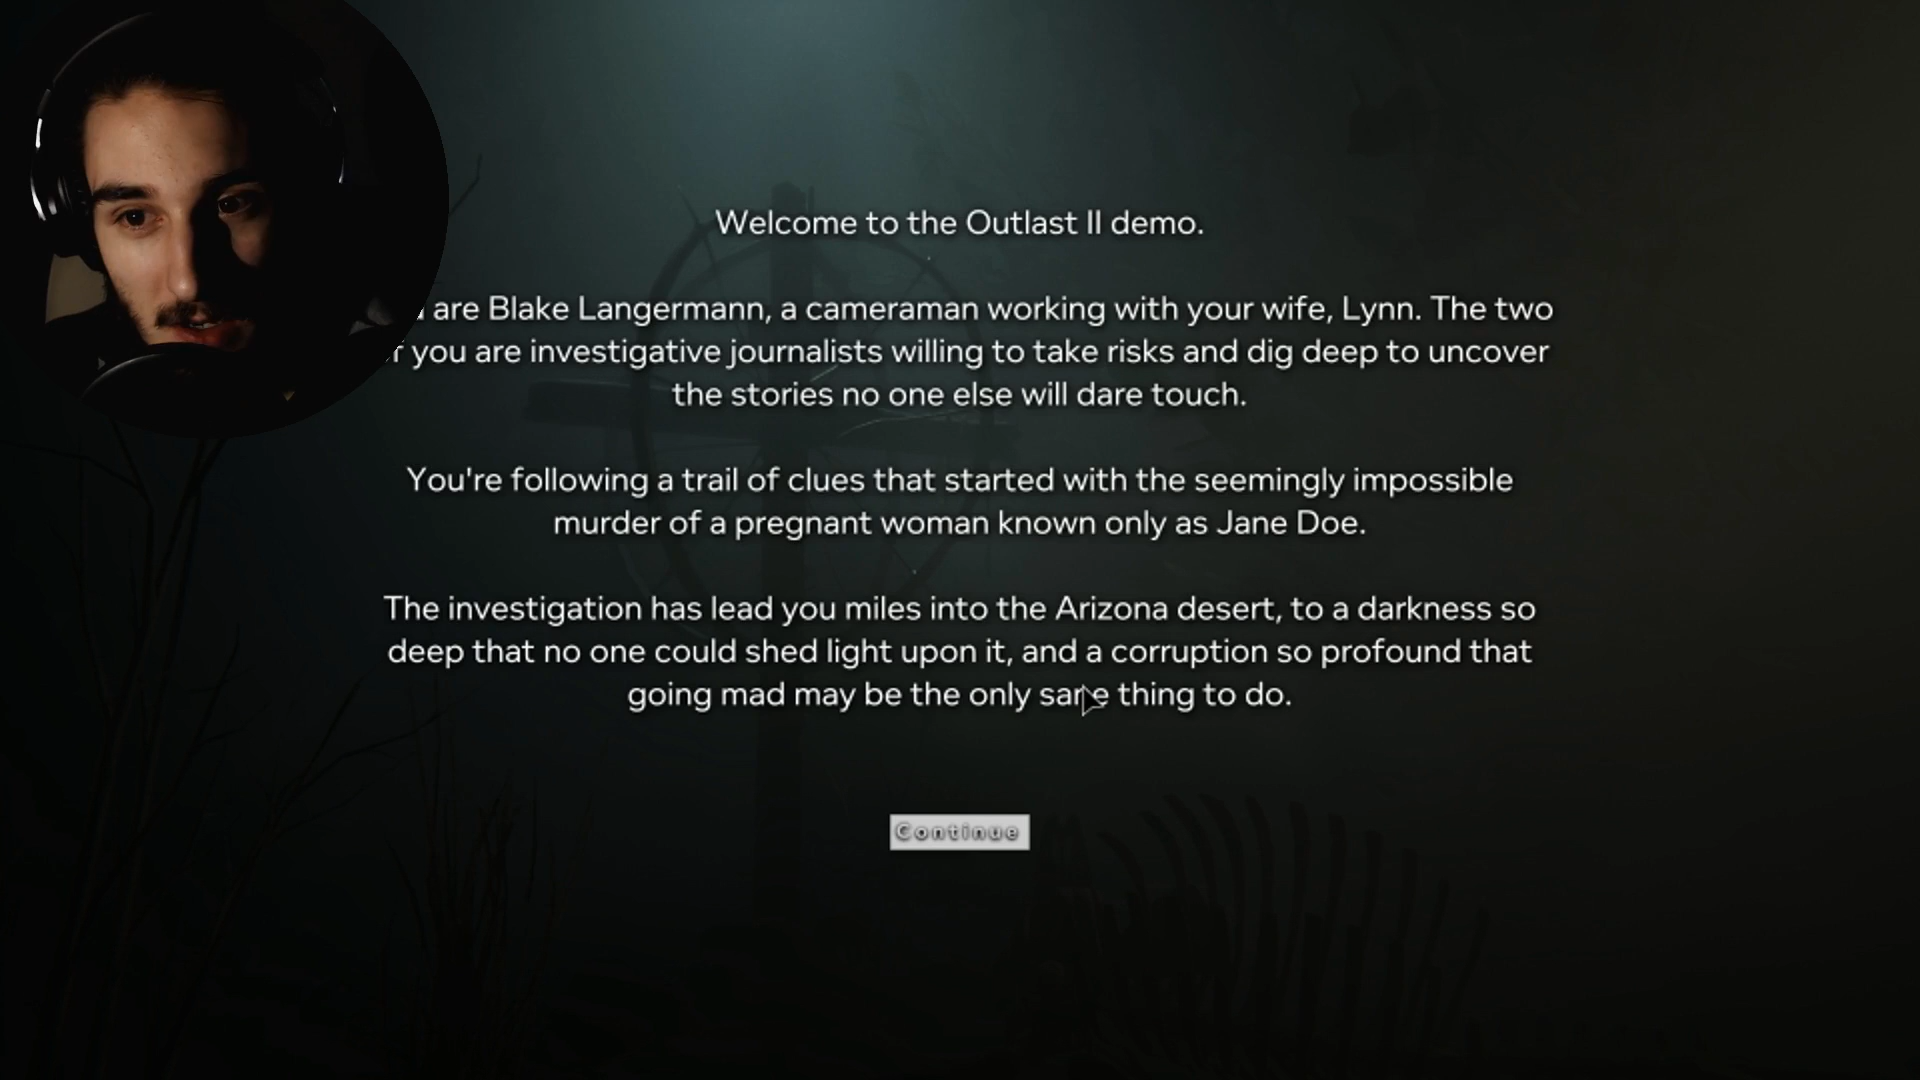 Welcome to the Outlast II demo.
are Blake Langermann, a cameraman working with your wife, Lynn. The two
you are investigative journalists willing to take risks and dig deep to uncover
the stories no one else will dare touch.
You're following a trail of clues that started with the seemingly impossible
murder of a pregnant woman known only as Jane Doe.
The investigation has lead you miles into the Arizona desert, to a darkness so
deep that no one could shed light upon it, and a corruption so profound that
going mad may be the only sane thing to do.
Continue